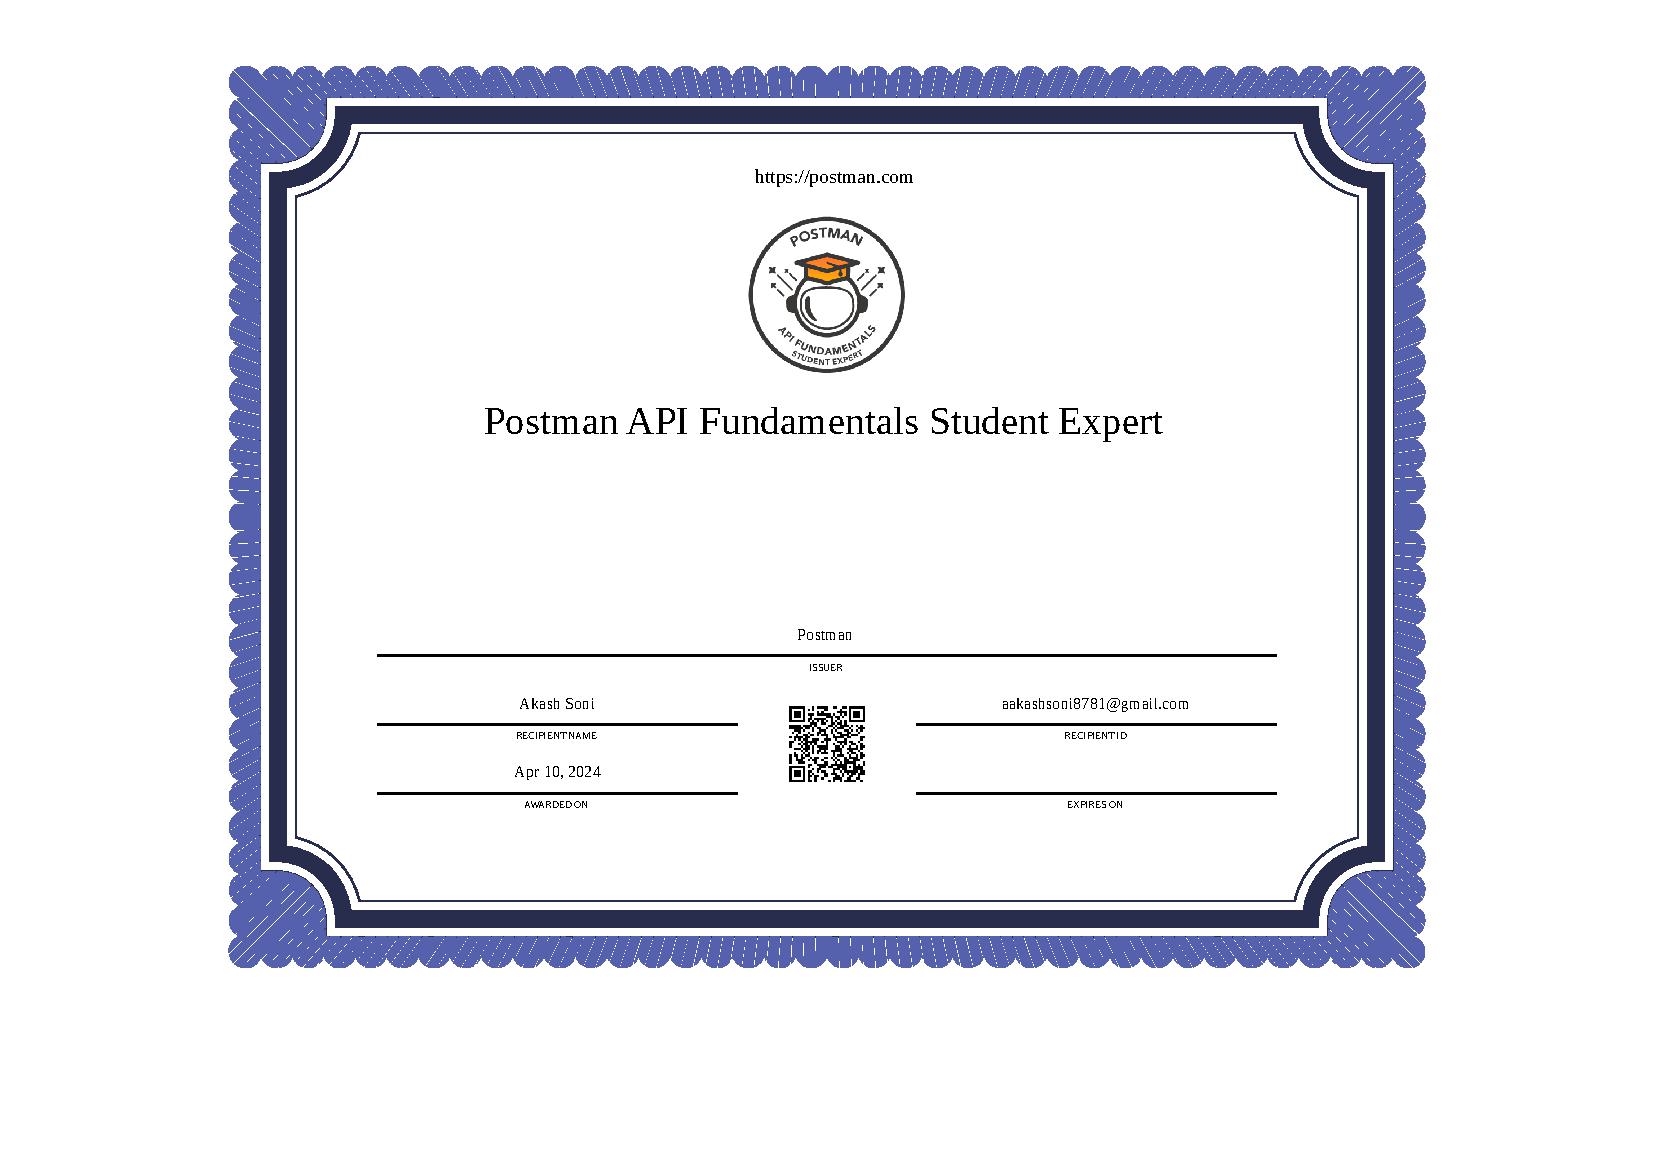 https://postman.com
POSTMAN
API FUNDAMENTALS
STUDENT EXPERT
Postman API Fundamentals Student Expert
Postman
ISSUER
Akash Soni
RECIPIENT NAME
aakashsoni8781@gmail.com
RECIPIENT ID
Apr 10, 2024
AWARDED ON
EXPIRES ON